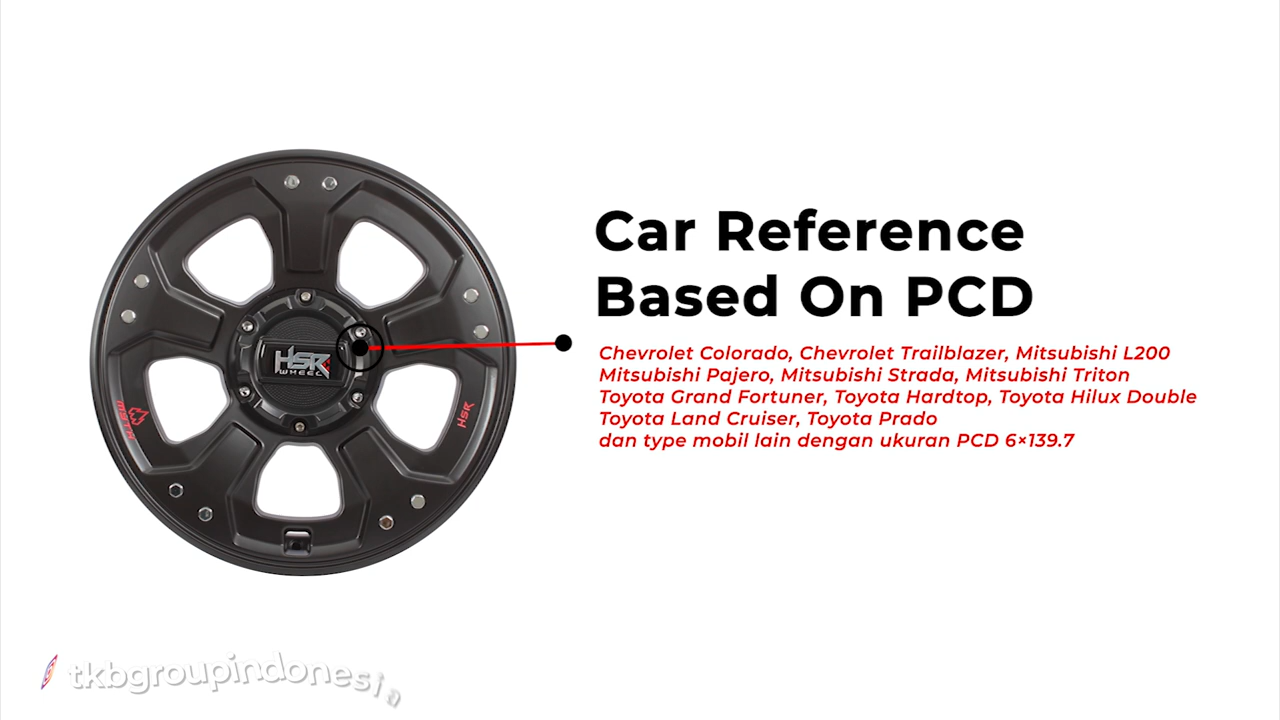 Car Reference
Based On PCD
Chevrolet Colorado, Chevrolet Trailblazer, Mitsubishi L200
Mitsubishi Pajero, Mitsubishi Strada, Mitsubishi Triton
Toyota Grand Fortuner, Toyota Hardtop, Toyota Hilux Double
Toyota Land Cruiser, Toyota Prado
dan type mobil lain dengan ukuran PCD 6×139.7
HSR
WHEEL
HSR
tkbgroupindonesia